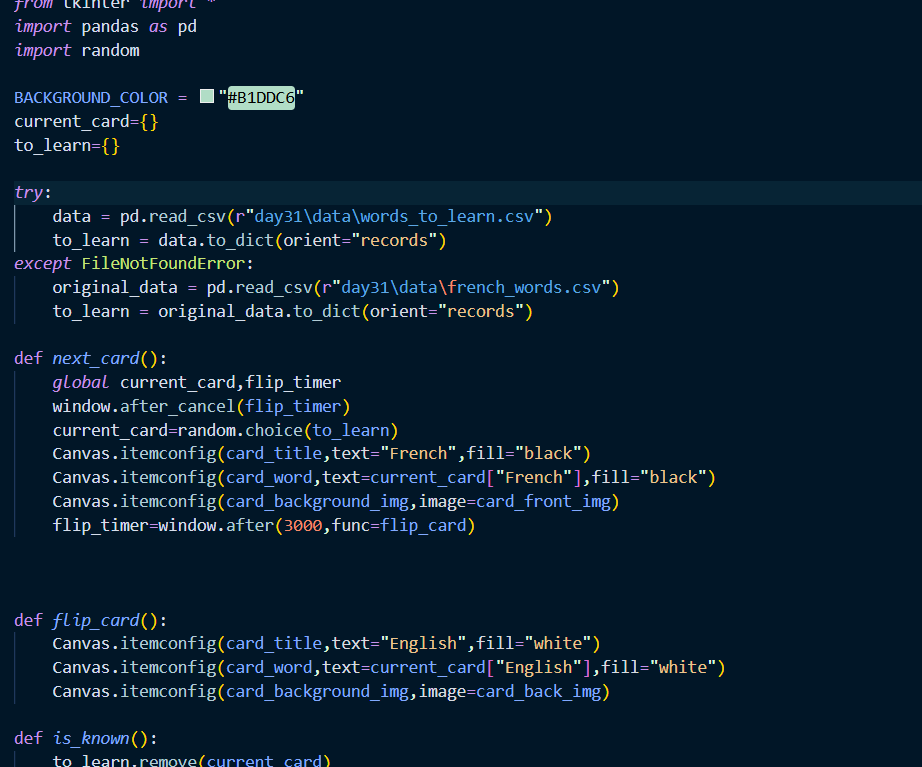 from tkinter import *
import pandas as pd
import random
BACKGROUND_COLOR = "#B1DDC6"
current_card={}
to_learn={}
try:
    data = pd.read_csv(r"day31\data\words_to_learn.csv")
    to_learn = data.to_dict(orient="records")
except FileNotFoundError:
    original_data = pd.read_csv(r"day31\data\french_words.csv")
    to_learn = original_data.to_dict(orient="records")
def next_card():
    global current_card,flip_timer
    window.after_cancel(flip_timer)
    current_card=random.choice(to_learn)
    Canvas.itemconfig(card_title,text="French",fill="black")
    Canvas.itemconfig(card_word,text=current_card["French"],fill="black")
    Canvas.itemconfig(card_background_img,image=card_front_img)
    flip_timer=window.after(3000,func=flip_card)
def flip_card():
    Canvas.itemconfig(card_title,text="English",fill="white")
    Canvas.itemconfig(card_word,text=current_card["English"],fill="white")
    Canvas.itemconfig(card_background_img,image=card_back_img)
def is_known():
    to_learn.remove(current_card)